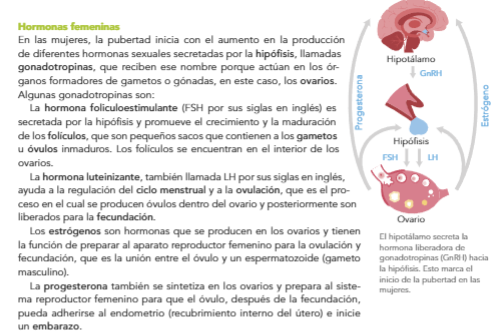 Hormonas femeninas
En las mujeres, la pubertad inicia con el aumento en la producción
de diferentes hormonas sexuales secretadas por la hipófisis, llamadas
gonadotropinas, que reciben ese nombre porque actúan en los ór-
ganos formadores de gametos o gónadas, en este caso, los ovarios.
Algunas gonadotropinas son:
La hormona foliculoestimulante (FSH por sus siglas en inglés) es
secretada por la hipófisis y promueve el crecimiento y la maduración
de los folículos, que son pequeños sacos que contienen a los gametos
u óvulos inmaduros. Los folículos se encuentran en el interior de los
ovarios.
La hormona luteinizante, también llamada LH por sus siglas en inglés,
ayuda a la regulación del ciclo menstrual y a la ovulación, que es el pro-
ceso en el cual se producen óvulos dentro del ovario y posteriormente son
liberados para la fecundación.
Los estrógenos son hormonas que se producen en los ovarios y tienen
la función de preparar al aparato reproductor femenino para la ovulación y
fecundación, que es la unión entre el óvulo y un espermatozoide (gameto
masculino).
La progesterona también se sintetiza en los ovarios y prepara al siste-
ma reproductor femenino para que el óvulo, después de la fecundación,
pueda adherirse al endometrio (recubrimiento interno del útero) e inicie
un embarazo.
Hipotálamo
GnRH
Progesterona
Estrógeno
Hipófisis
FSH LH
Ovario
El hipotálamo secreta la
hormona liberadora de
gonadotropinas (GnRH) hacia
la hipófisis. Esto marca el
inicio de la pubertad en las
mujeres.